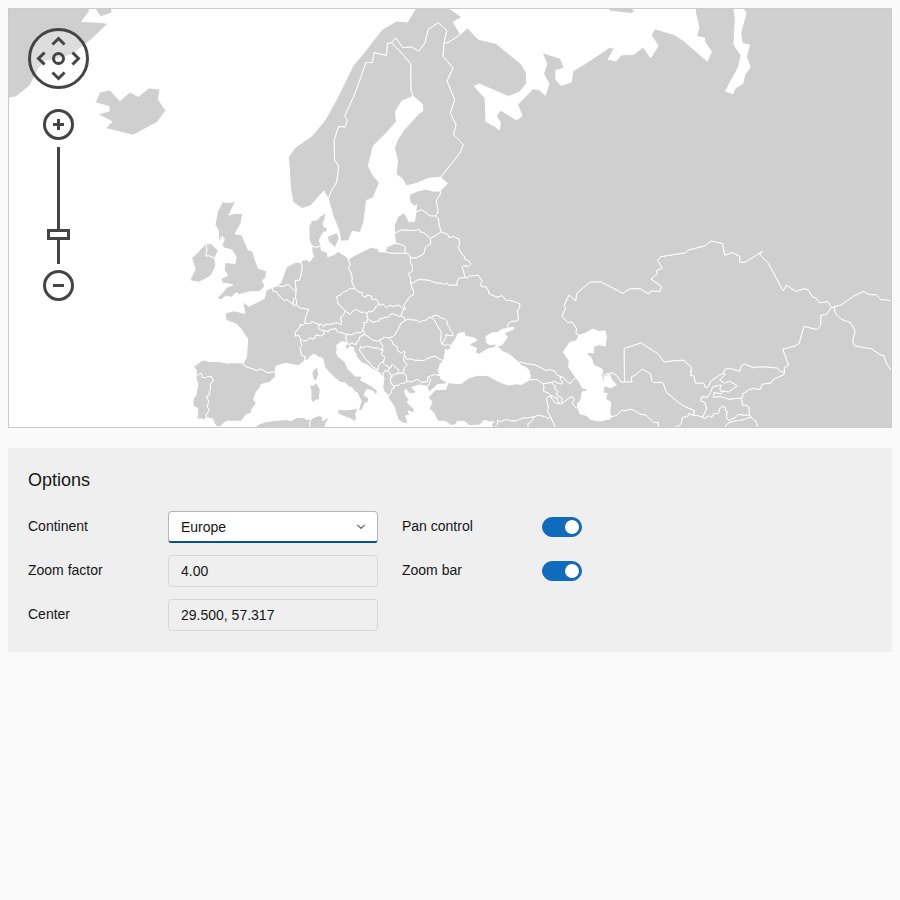 Options
Continent
Europe
Pan control
Zoom factor
4.00
Zoom bar
Center
29.500, 57.317